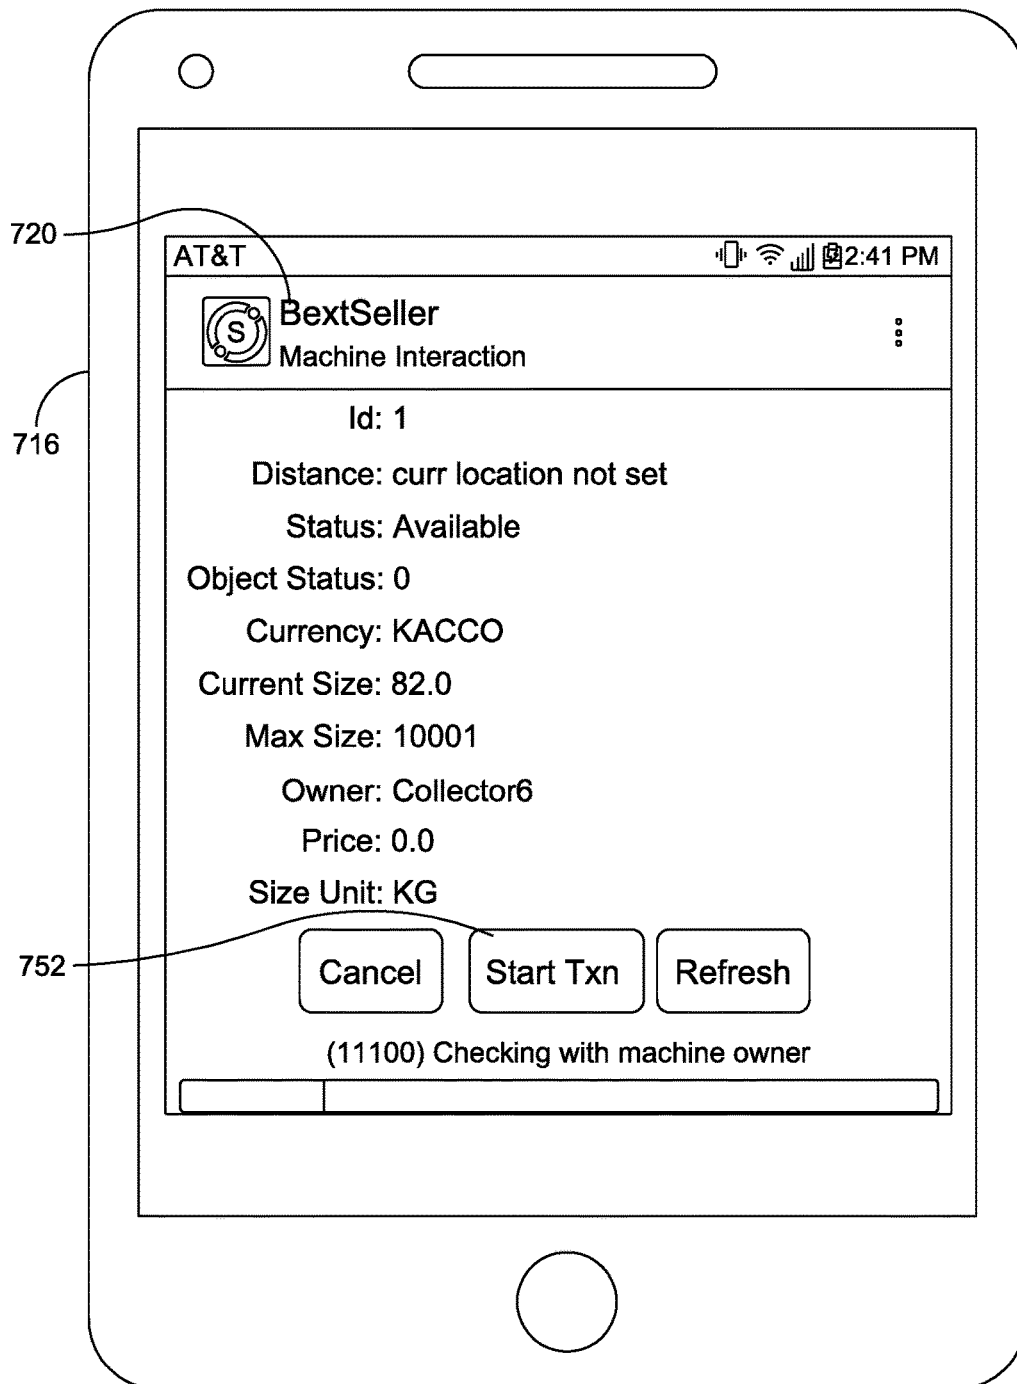 720
AT&T 2:41 PM
S
BextSeller
Machine Interaction
716
Id: 1
Distance: curr location not set
Status: Available
Object Status: 0
Currency: KACCO
Current Size: 82.0
Max Size: 10001
Owner: Collector6
Price: 0.0
Size Unit: KG
752
Cancel Start Txn Refresh
(11100) Checking with machine owner